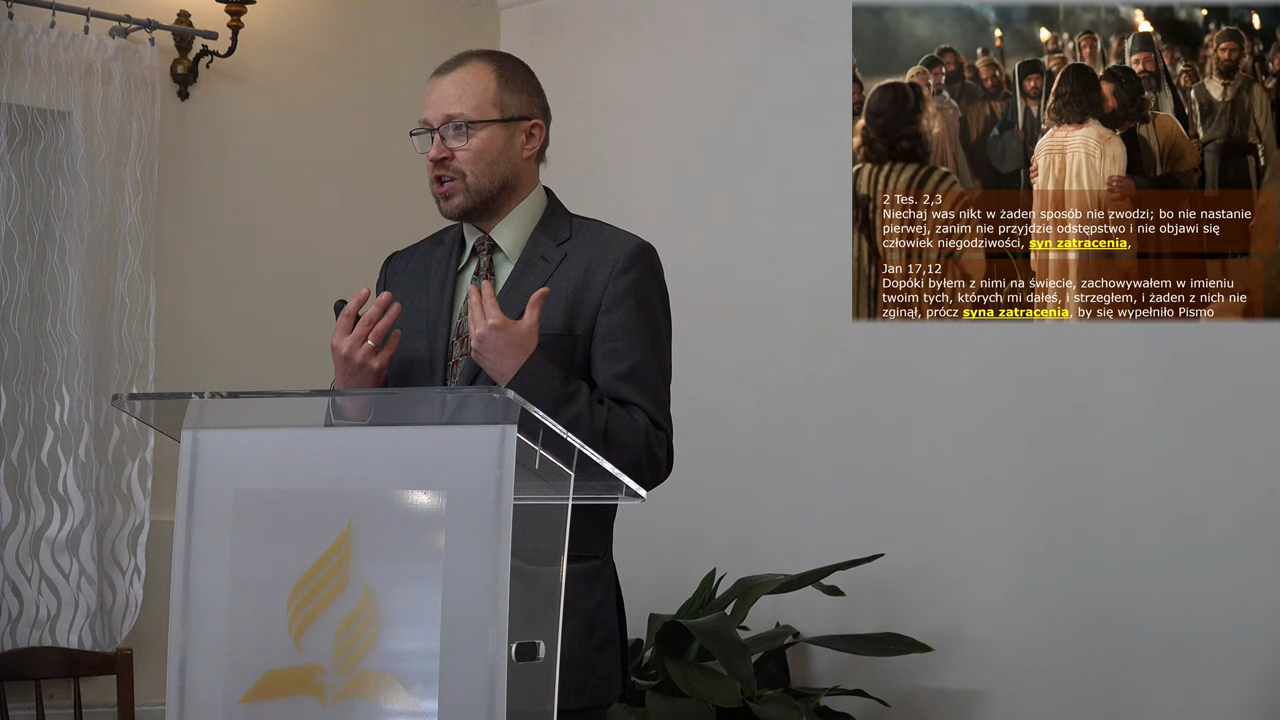 2 Tes. 2,3
Niechaj was nikt w żaden sposób nie zwodzi; bo nie nastanie
pierwej, zanim nie przyjdzie odstępstwo i nie objawi się
człowiek niegodziwości, syn zatracenia,
Jan 17,12
Dopóki byłem z nimi na świecie, zachowywałem w imieniu
twoim tych, których mi dałeś, i strzegłem, i żaden z nich nie
zginął, prócz syna zatracenia, by się wypełniło Pismo